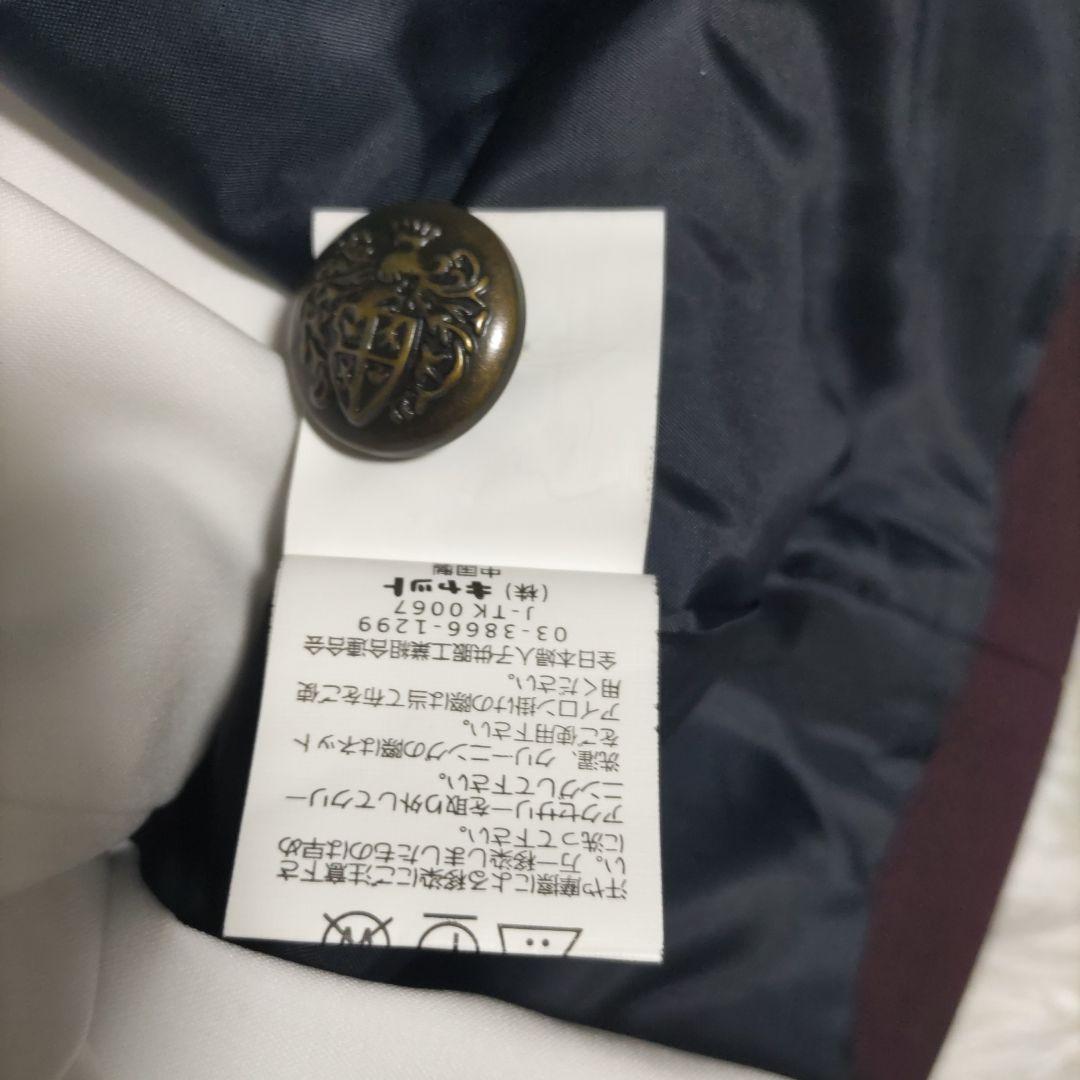 汗や摩擦による移染にご注意下さ
い。万一移染しましたものは早め
に洗って下さい。
アクセサリーを取り外してクリー
ニングして下さい。
洗濯、クリーニングの際はネット
をご使用下さい。
アイロン掛けの際は当て布をご使
用ください。
全日本婦人子供服工業組合連合会
03-3866-1299
J-TK0067
(株)キャット
中国製